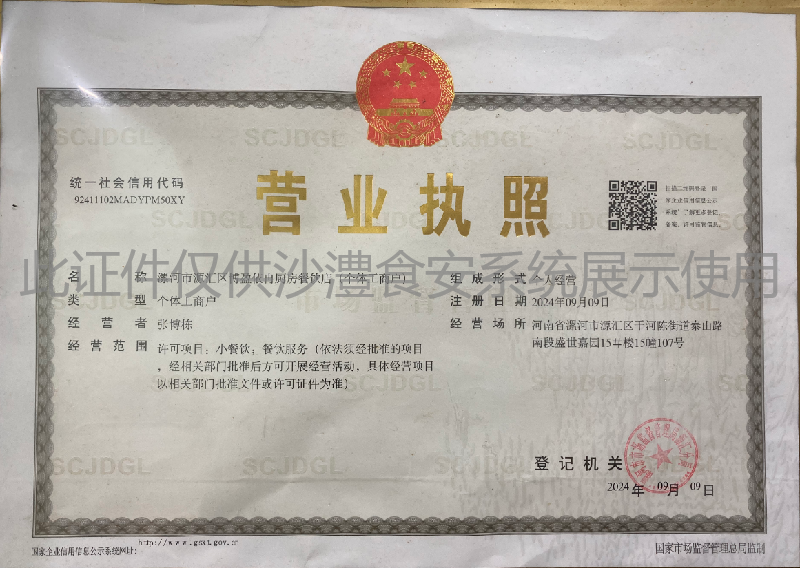 统一社会信用代码
92411102MADYPM50XY
营业执照
此证件仅供沙澧食安系统展示使用
名称 漯河市源汇区博盈 厨房餐饮店（个体工商户）
类型 个体工商户
经营者 张博栋
经营范围 许可项目：小餐饮；餐饮服务（依法须经批准的项目
，经相关部门批准后方可开展经营活动，具体经营项目
以相关部门批准文件或许可证件为准）
组成形式 个人经营
注册日期 2024年09月09日
经营场所 河南省漯河市源汇区干河陈街道泰山路
南段盛世嘉园15车楼15幢107号
登记机关
2024年 09月 09日
国家企业信用信息公示系统网址：
http://www.gsxt.gov.cn
国家市场监督管理总局监制
SCJDGL